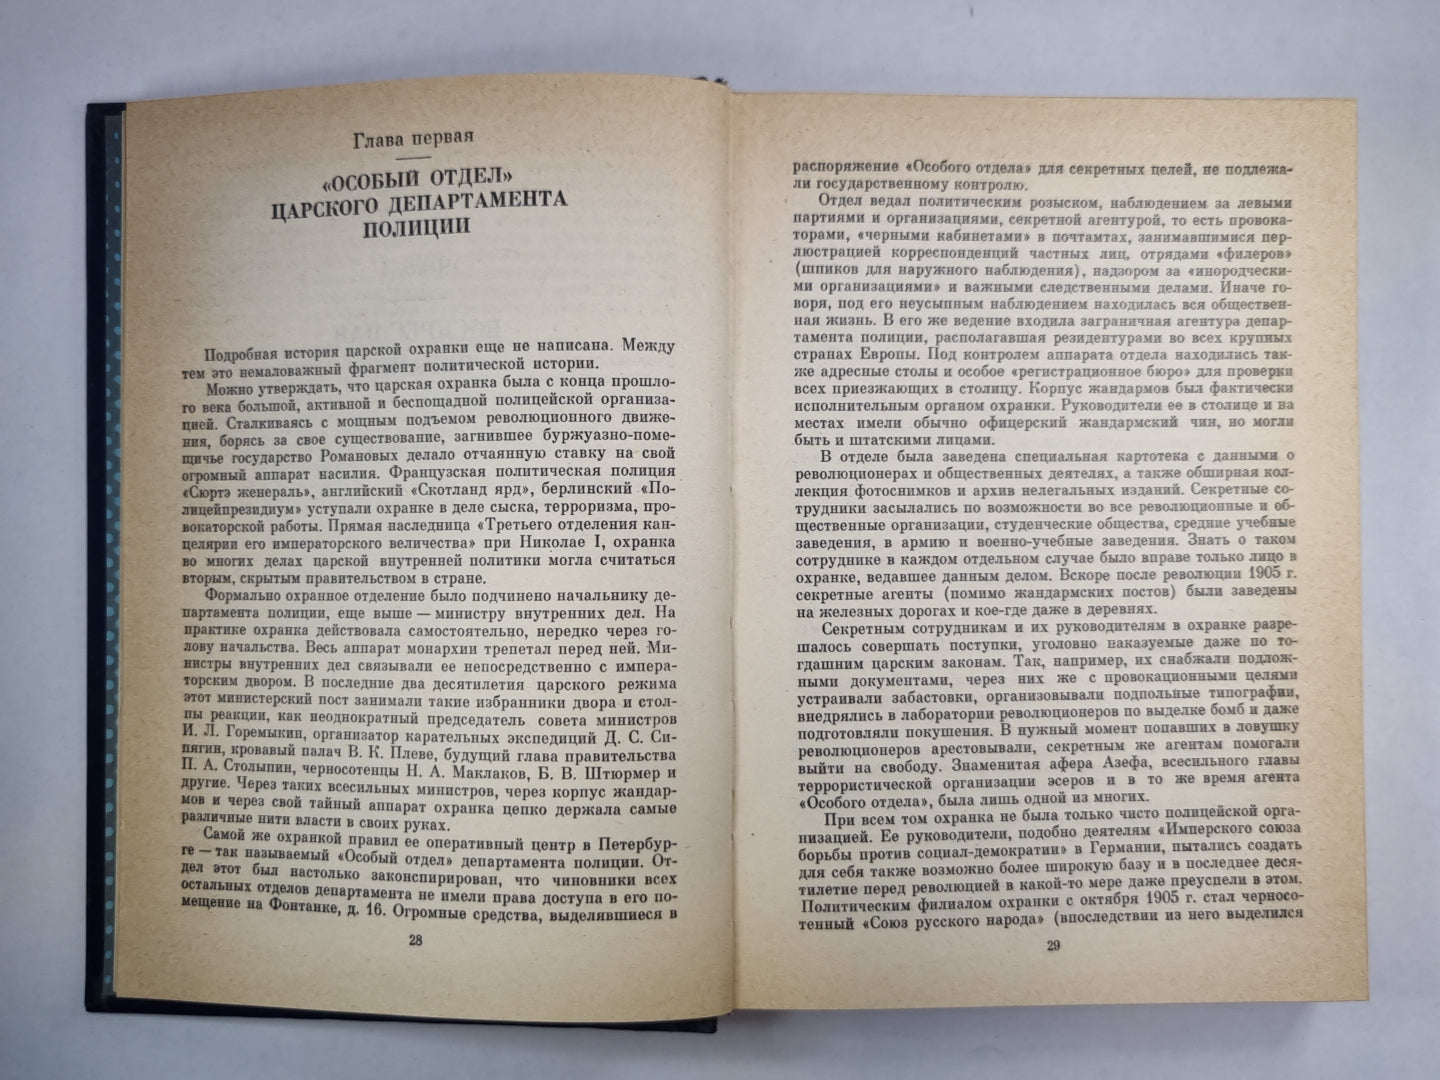 Глава первая
«ОСОБЫЙ ОТДЕЛ»
ЦАРСКОГО ДЕПАРТАМЕНТА
ПОЛИЦИИ
Подробная история царской охранки еще не написана. Между
тем это немаловажный фрагмент политической истории.
Можно утверждать, что царская охранка была с конца прошло-
го века большой, активной и беспощадной полицейской организа-
цией. Сталкиваясь с мощным подъемом революционного движе-
ния, борясь за свое существование, загнившее буржуазно-поме-
щичье государство Романовых делало отчаянную ставку на свой
огромный аппарат насилия. Французская политическая полиция
«Сюртэ женераль», английский «Скотланд ярд», берлинский «По-
лицейпрезидиум» уступали охранке в деле сыска, терроризма, про-
вокаторской работы. Прямая наследница «Третьего отделения кан-
целярии его императорского величества» при Николае I, охранка
во многих делах царской внутренней политики могла считаться
вторым, скрытым правительством в стране.
Формально охранное отделение было подчинено начальнику де-
партамента полиции, еще выше — министру внутренних дел. На
практике охранка действовала самостоятельно, нередко через го-
лову начальства. Весь аппарат монархии трепетал перед ней. Ми-
нистры внутренних дел связывали ее непосредственно с импера-
торским двором. В последние два десятилетия царского режима
этот министерский пост занимали такие избранники двора и стол-
пы реакции, как неоднократный председатель совета министров
И. Л. Горемыкин, организатор карательных экспедиций Д. С. Си-
пягин, кровавый палач В. К. Плеве, будущий глава правительства
П. А. Столыпин, черносотенцы Н. А. Маклаков, Б. В. Штюрмер и
другие. Через таких всесильных министров, через корпус жандар-
мов и через свой тайный аппарат охранка цепко держала самые
различные нити власти в своих руках.
Самой же охранкой правил ее оперативный центр в Петербур-
ге — так называемый «Особый отдел» департамента полиции. От-
дел этот был настолько законспирирован, что чиновники всех
остальных отделов департамента не имели права доступа в его по-
мещение на Фонтанке, д. 16. Огромные средства, выделявшиеся в
28
распоряжение «Особого отдела» для секретных целей, не подлежа-
ли государственному контролю.
Отдел ведал политическим розыском, наблюдением за левыми
партиями и организациями, секретной агентурой, то есть провока-
торами, «черными кабинетами» в почтамтах, занимавшимися пер-
люстрацией корреспонденций частных лиц, отрядами «филеров»
(шпиков для наружного наблюдения), надзором за «инородчески-
ми организациями» и важными следственными делами. Иначе го-
воря, под его неусыпным наблюдением находилась вся обществен-
ная жизнь. В его же ведение входила заграничная агентура депар-
тамента полиции, располагавшая резидентурами во всех крупных
странах Европы. Под контролем аппарата отдела находились так-
же адресные столы и особое «регистрационное бюро» для проверки
всех приезжающих в столицу. Корпус жандармов был фактически
исполнительным органом охранки. Руководители ее в столице и на
местах имели обычно офицерский жандармский чин, но могли
быть и штатскими лицами.
В отделе была заведена специальная картотека с данными о
революционерах и общественных деятелях, а также обширная кол-
лекция фотоснимков и архив нелегальных изданий. Секретные со-
трудники засылались по возможности во все революционные и об-
щественные организации, студенческие общества, средние учебные
заведения, в армию и военно-учебные заведения. Знать о таком
сотруднике в каждом отдельном случае было вправе только лицо в
охранке, ведавшее данным делом. Вскоре после революции 1905 г.
секретные агенты (помимо жандармских постов) были заведены
на железных дорогах и кое-где даже в деревнях.
Секретным сотрудникам и их руководителям в охранке разре-
шалось совершать поступки, уголовно наказуемые даже по то-
гдашним царским законам. Так, например, их снабжали подлож-
ными документами, через них же с провокационными целями
устраивали забастовки, организовывали подпольные типографии,
внедрялись в лаборатории революционеров по выделке бомб и даже
подготовляли покушения. В нужный момент попавших в ловушку
революционеров арестовывали, секретным же агентам помогали
выйти на свободу. Знаменитая афера Азефа, всесильного главы
террористической организации эсеров и в то же время агента
«Особого отдела», была лишь одной из многих.
При всем том охранка не была только чисто полицейской орга-
низацией. Ее руководители, подобно деятелям «Имперского союза
борьбы против социал-демократии» в Германии, пытались создать
для себя также возможно более широкую базу и в последнее деся-
тилетие перед революцией в какой-то мере даже преуспели в этом.
Политическим филиалом охранки с октября 1905 г. стал черносо-
тенный «Союз русского народа» (впоследствии из него выделился
29